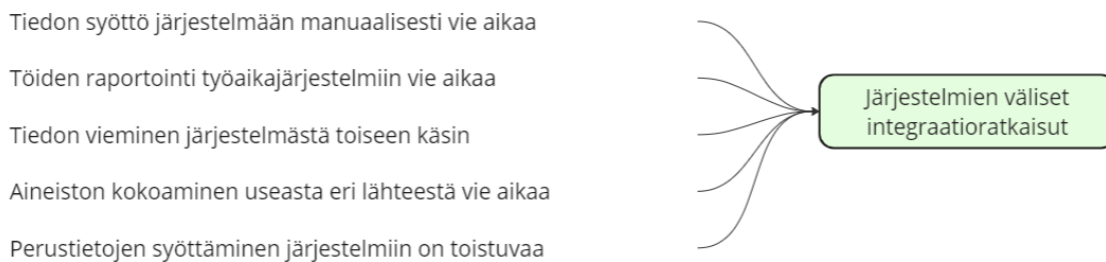 Tiedon syöttö järjestelmään manuaalisesti vie aikaa
Töiden raportointi työaikajärjestelmiin vie aikaa
Tiedon vieminen järjestelmästä toiseen käsin
Aineiston kokoaminen useasta eri lähteestä vie aikaa
Perustietojen syöttäminen järjestelmiin on toistuvaa
Järjestelmien väliset
integraatioratkaisut